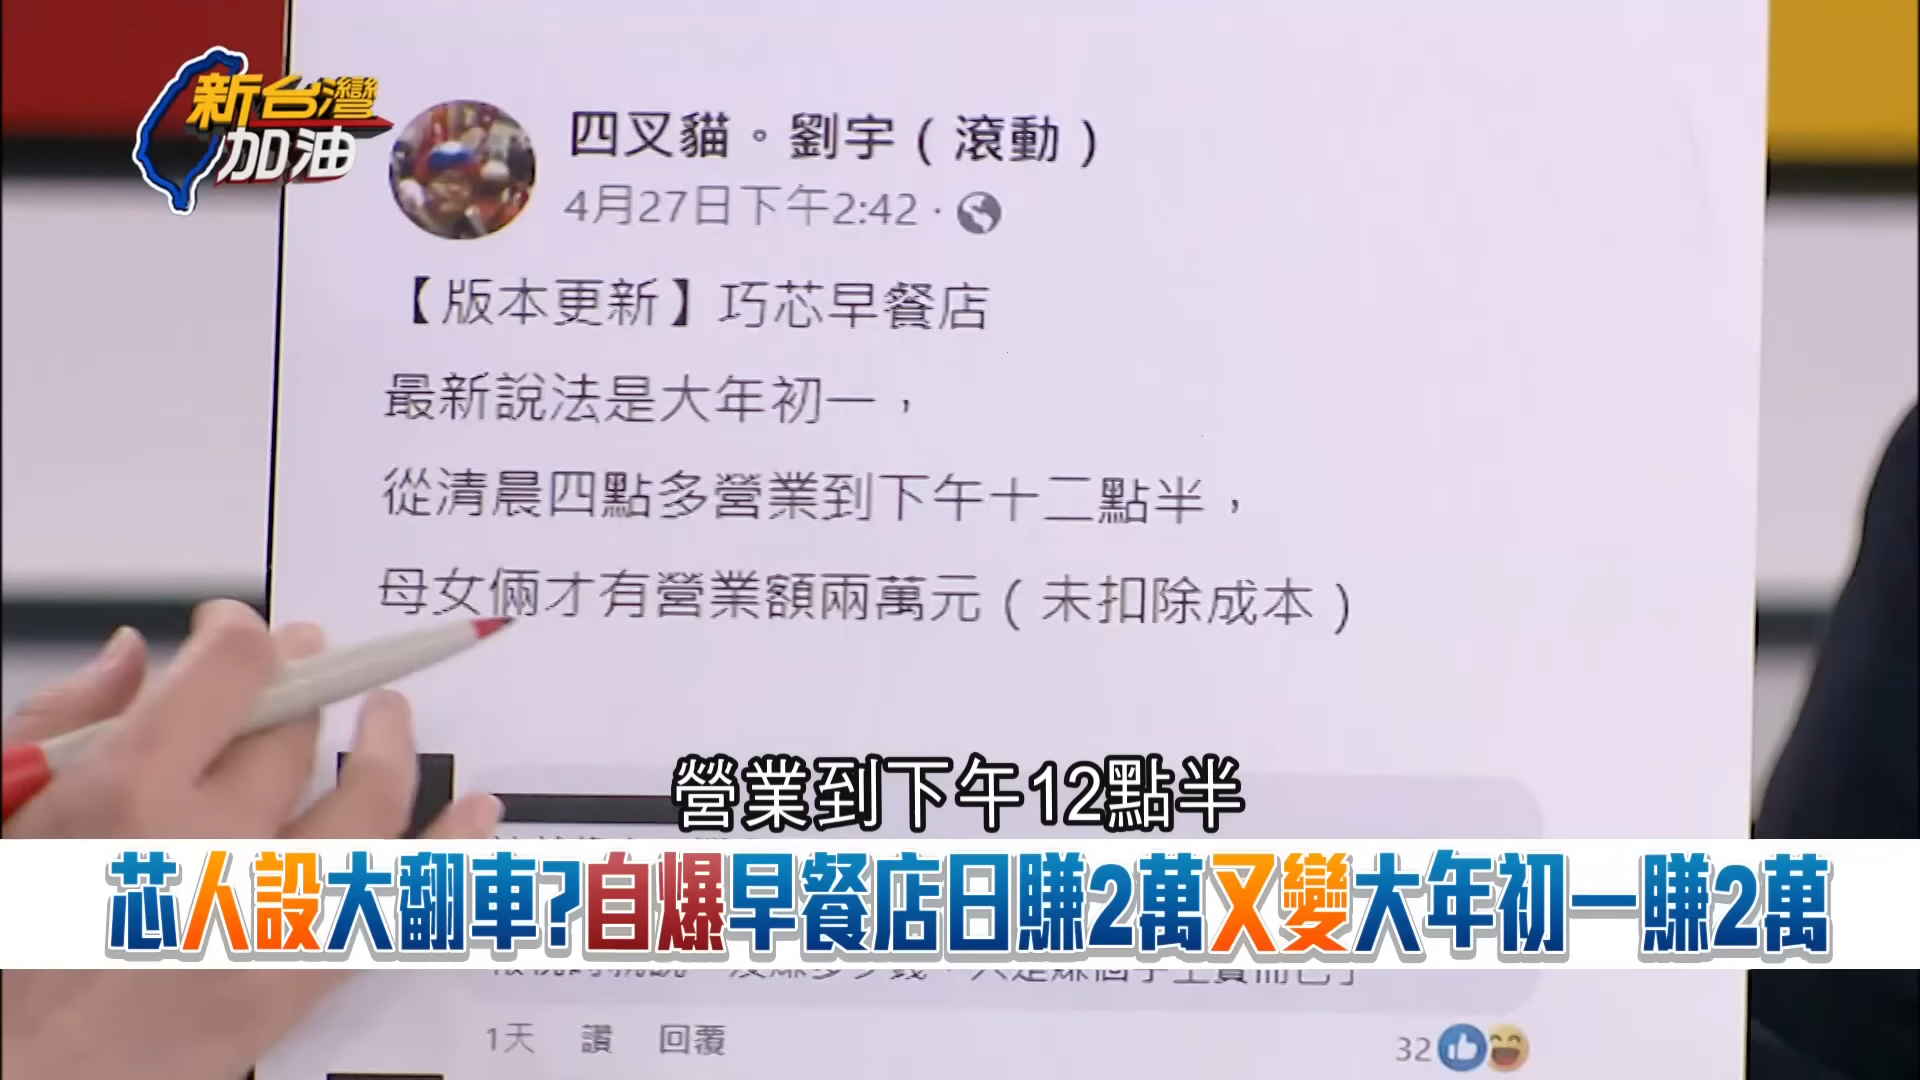 新台灣
加油
四叉貓。劉宇（滾動）
4月27日下午2:42 ·
【版本更新】巧芯早餐店
最新說法是大年初一，
從清晨四點多營業到下午十二點半，
母女倆才有營業額兩萬元（未扣除成本）
營業到下午12點半
芯人設大翻車?自爆早餐店日賺2萬又變大年初一賺2萬
1天 讚 回覆
32